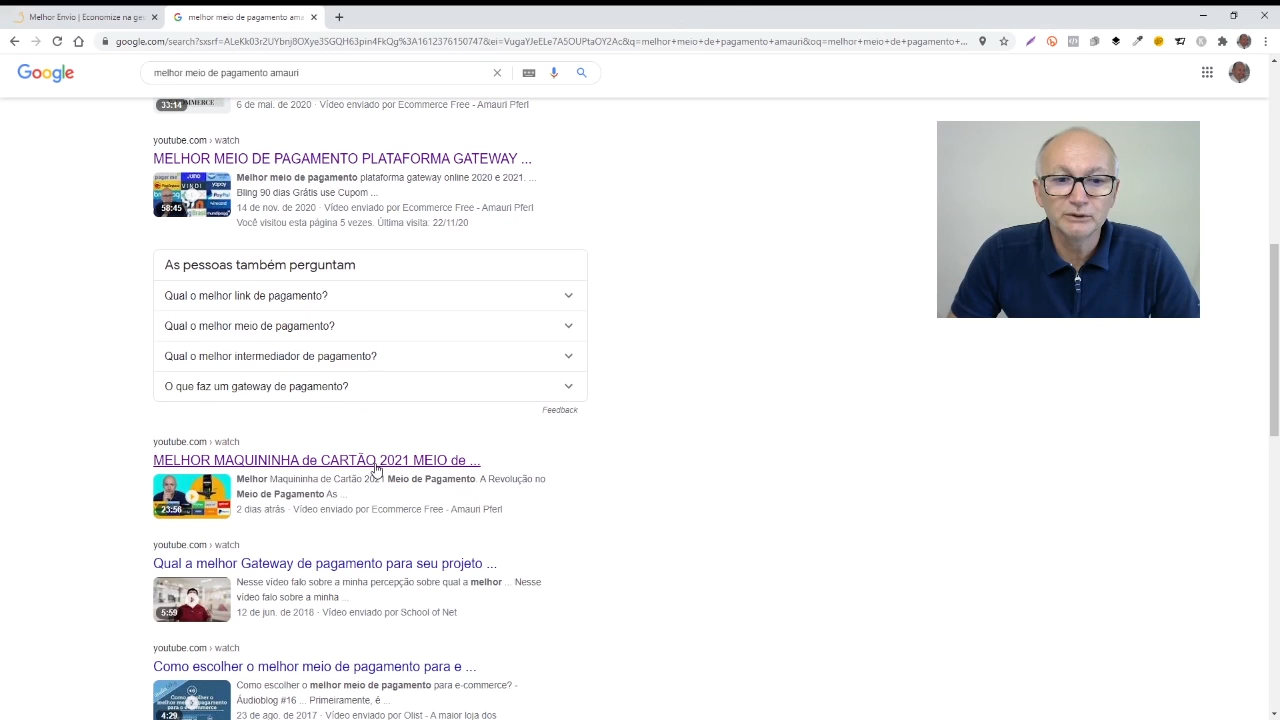 Melhor Envio | Economize na ge
melhor meio de pagamento ama
google.com/search?sxsrf=ALeKk03r2UYbnj8OXye3SGQH63pin4FkQg%3A1612376150747&ei=VugaYJeELe7A5OUPtaOY2Ac&q=melhor+meio+de+pagamento+amauri&oq=melhor+meio+de+pagamento+...
Google
melhor meio de pagamento amauri
33:14
6 de mai. de 2020 · Vídeo enviado por Ecommerce Free - Amauri Pferl
youtube.com › watch
MELHOR MEIO DE PAGAMENTO PLATAFORMA GATEWAY ...
Melhor meio de pagamento plataforma gateway online 2020 e 2021. ...
Bling 90 dias Grátis use Cupom ...
VINDI
PayPal
58:45
14 de nov. de 2020 · Vídeo enviado por Ecommerce Free - Amauri Pferl
Você visitou esta página 5 vezes. Última visita: 22/11/20
As pessoas também perguntam
Qual o melhor link de pagamento?
Qual o melhor meio de pagamento?
Qual o melhor intermediador de pagamento?
O que faz um gateway de pagamento?
Feedback
youtube.com › watch
MELHOR MAQUININHA de CARTÃO 2021 MEIO de ...
Melhor Maquininha de Cartão 2021 Meio de Pagamento. A Revolução no
Meio de Pagamento As ...
23:56
2 dias atrás · Vídeo enviado por Ecommerce Free - Amauri Pferl
youtube.com › watch
Qual a melhor Gateway de pagamento para seu projeto ...
Nesse vídeo falo sobre a minha percepção sobre qual a melhor ... Nesse
vídeo falo sobre a minha ...
5:59
12 de jun. de 2018 · Vídeo enviado por School of Net
youtube.com › watch
Como escolher o melhor meio de pagamento para e ...
Como escolher o melhor meio de pagamento para e-commerce? -
Áudioblog #16 ... Primeiramente, é ...
4:29
23 de ago. de 2017 · Vídeo enviado por Olist - A maior loja dos